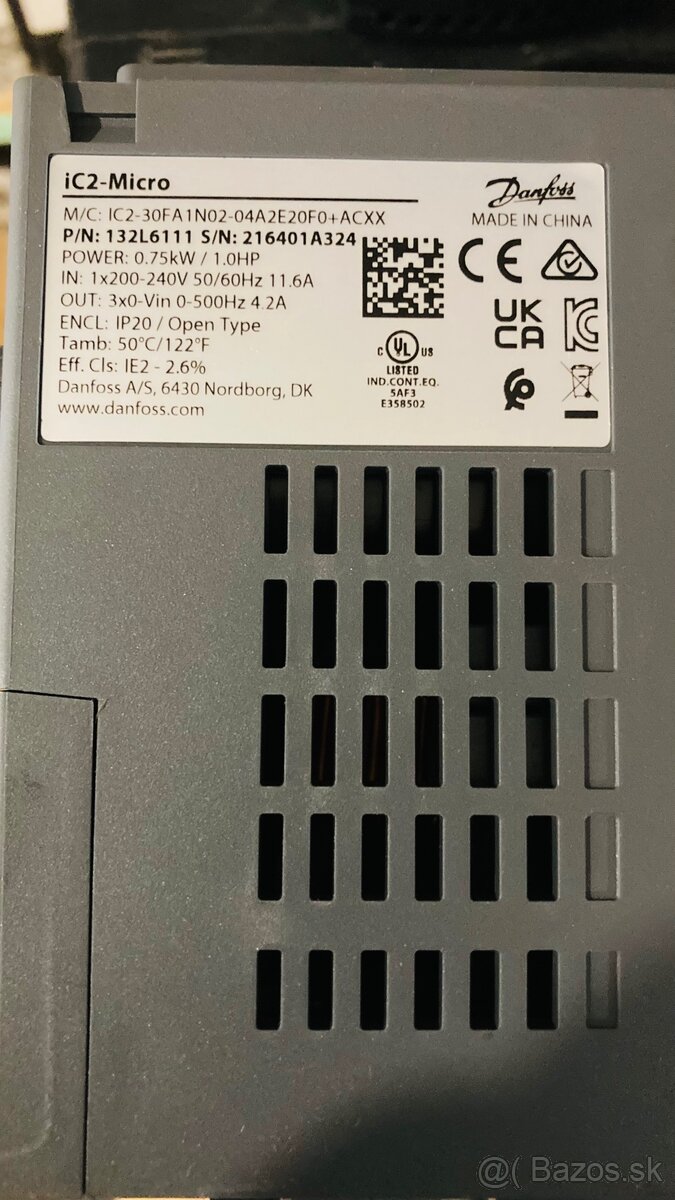 iC2-Micro
Danfoss
M/C: IC2-30FA1N02-04A2E20F0+ACXX
MADE IN CHINA
P/N: 132L6111 S/N: 216401A324
POWER: 0.75kW / 1.0HP
IN: 1x200-240V 50/60Hz 11.6A
OUT: 3x0-Vin 0-500Hz 4.2A
ENCL: IP20 / Open Type
Tamb: 50°C/122°F
Eff. Cls: IE2 - 2.6%
Danfoss A/S, 6430 Nordborg, DK
www.danfoss.com
CE
UK
CA
C UL US
LISTED
IND.CONT.EQ.
5AF3
E358502
@( Bazos.sk